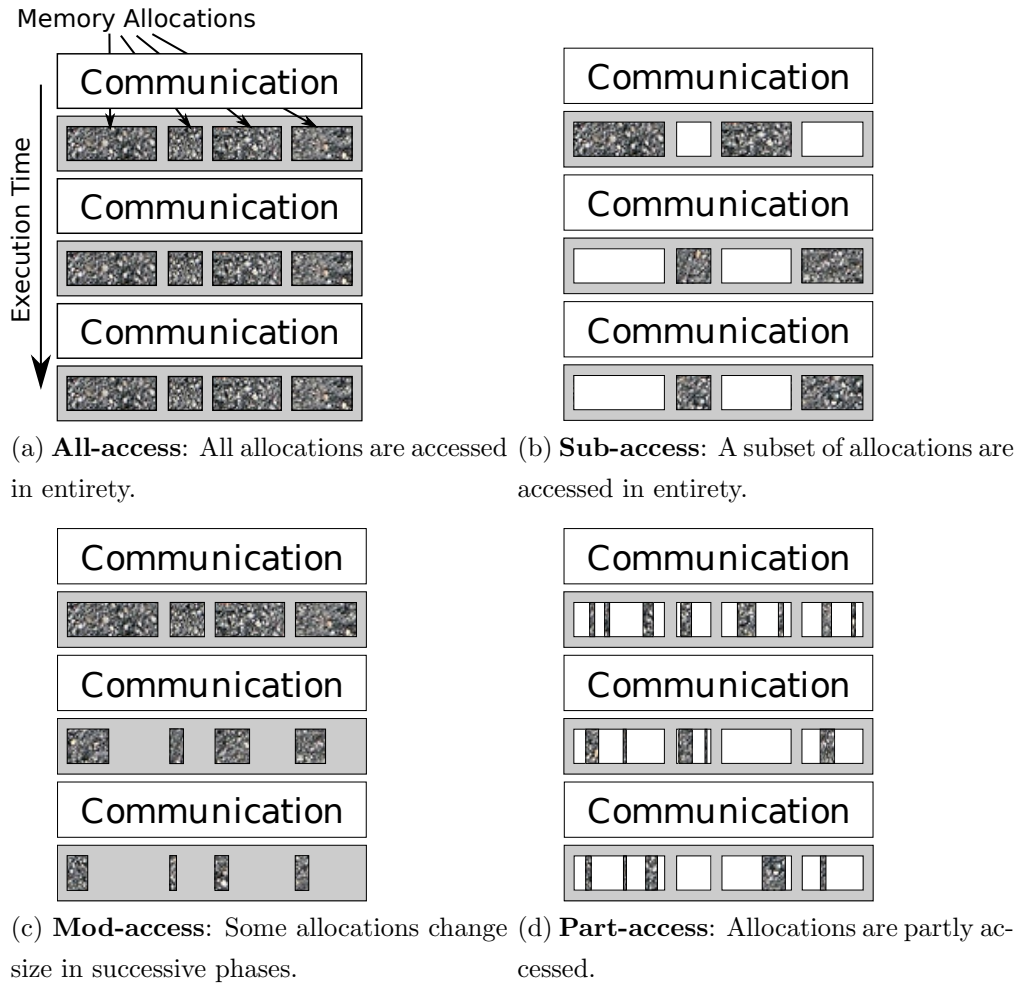 Memory Allocations
Execution Time
Communication
Communication
Communication
Communication
Communication
Communication
(a) All-access: All allocations are accessed
in entirety.
(b) Sub-access: A subset of allocations are
accessed in entirety.
Communication
Communication
Communication
Communication
Communication
Communication
(c) Mod-access: Some allocations change
size in successive phases.
(d) Part-access: Allocations are partly ac-
cessed.